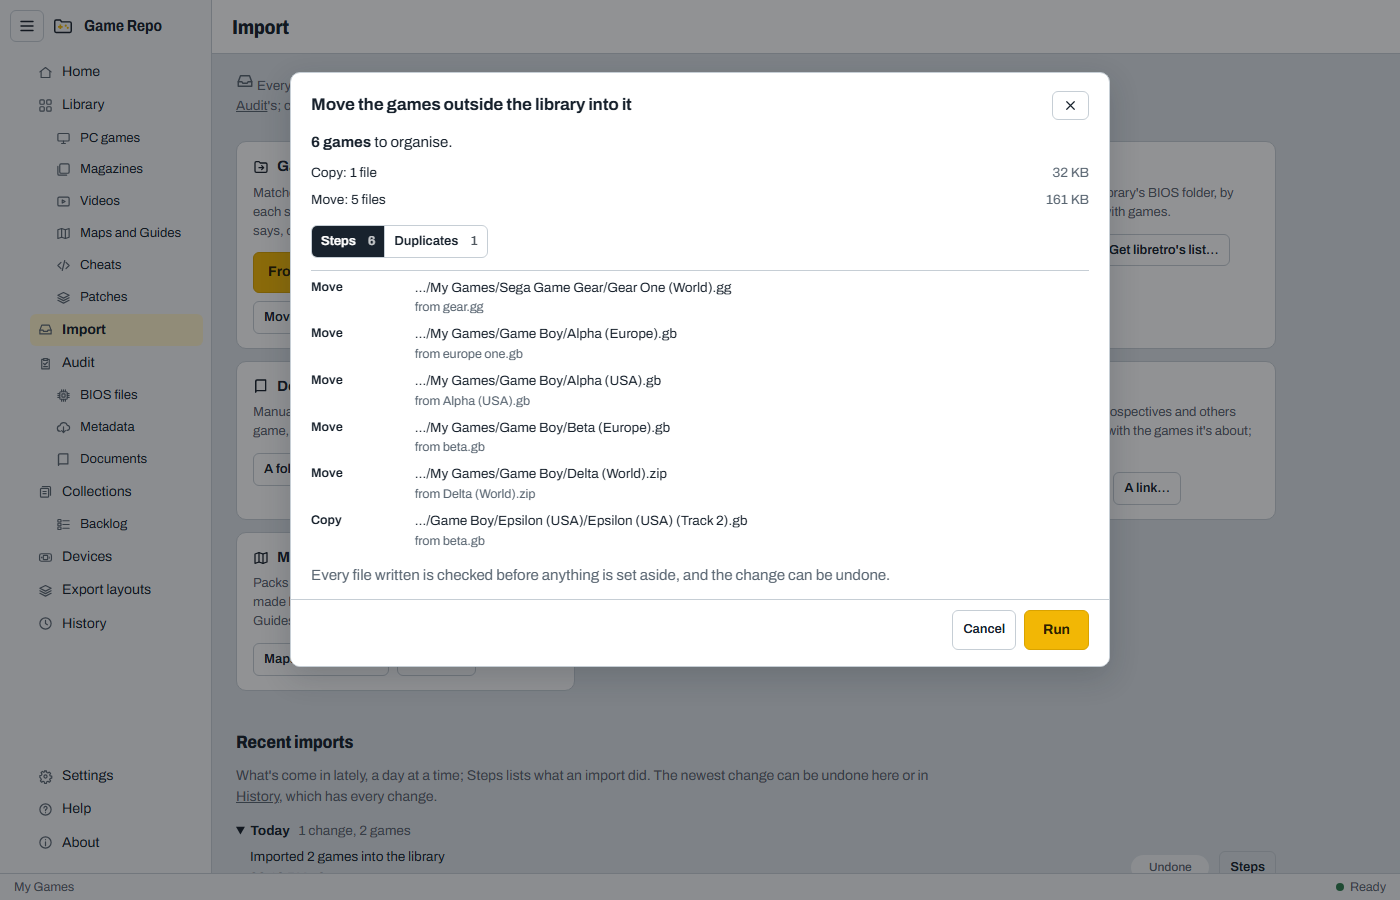 Game Repo
Import
Home
Library
PC games
Magazines
Videos
Maps and Guides
Cheats
Patches
Import
Audit
BIOS files
Metadata
Documents
Collections
Backlog
Devices
Export layouts
History
Settings
Help
About
Every
Audit's;
Move the games outside the library into it
6 games to organise.
Copy: 1 file 32 KB
Move: 5 files 161 KB
Steps 6 Duplicates 1
Move .../My Games/Sega Game Gear/Gear One (World).gg
from gear.gg
Move .../My Games/Game Boy/Alpha (Europe).gb
from europe one.gb
Move .../My Games/Game Boy/Alpha (USA).gb
from Alpha (USA).gb
Move .../My Games/Game Boy/Beta (Europe).gb
from beta.gb
Move .../My Games/Game Boy/Delta (World).zip
from Delta (World).zip
Copy .../Game Boy/Epsilon (USA)/Epsilon (USA) (Track 2).gb
from beta.gb
Every file written is checked before anything is set aside, and the change can be undone.
Cancel Run
each
says,
BIOS folder, by
with games.
Get libretro's list...
game,
and others
with the games it's about;
A link...
Packs
made
Recent imports
What's come in lately, a day at a time; Steps lists what an import did. The newest change can be undone here or in
History, which has every change.
Today 1 change, 2 games
Imported 2 games into the library
Undone Steps
My Games
Ready